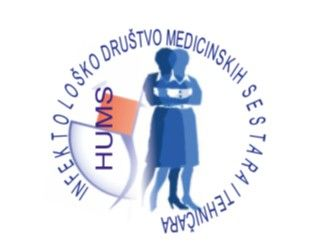 INFEKTOLOŠKO DRUŠTVO MEDICINSKIH SESTARA I TEHNIČARA
HUMS